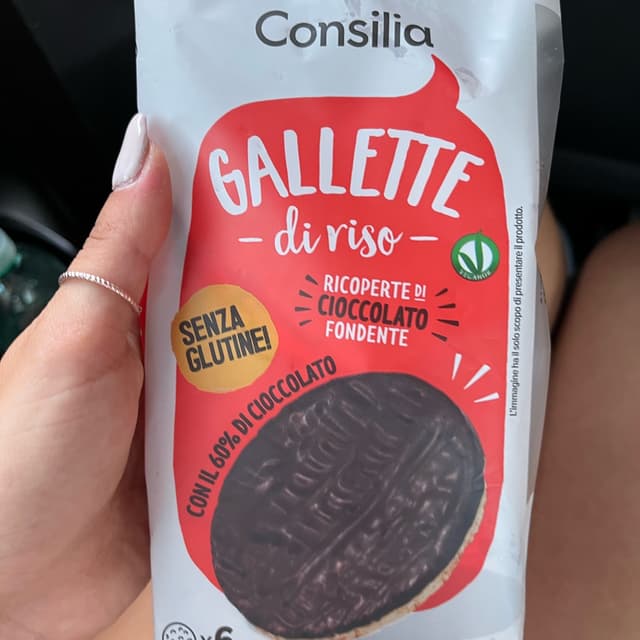 Consilia
GALLETTE
- di riso -
VEGANOK
RICOPERTE DI
CIOCCOLATO
FONDENTE
SENZA
GLUTINE!
CON IL 60% DI CIOCCOLATO
L'immagine ha il solo scopo di presentare il prodotto.
x6